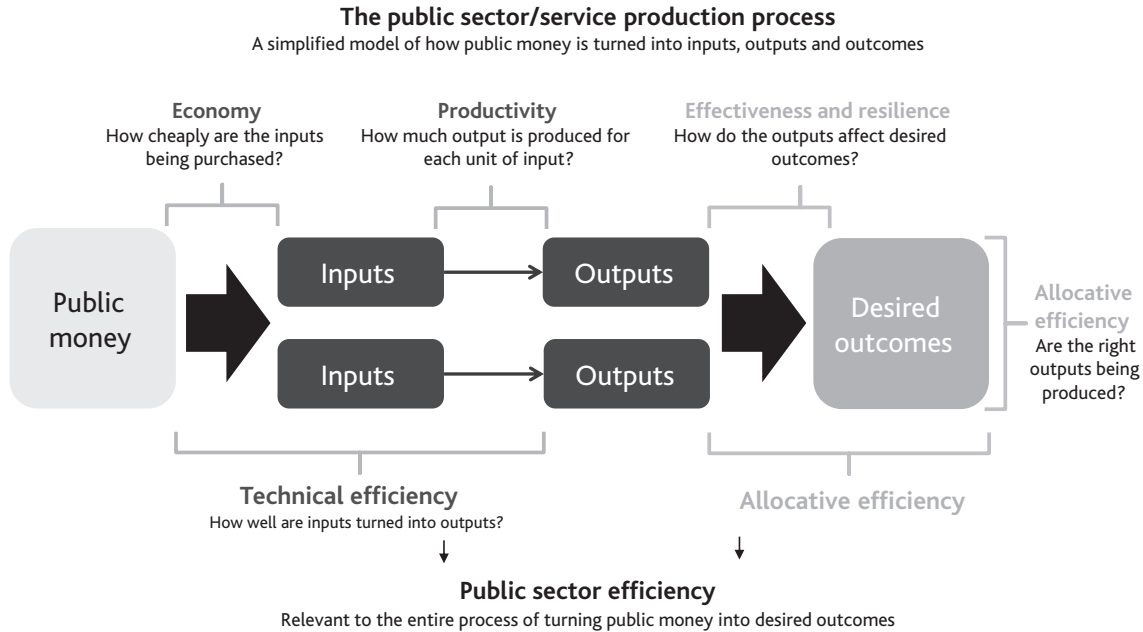 The public sector/service production process
A simplified model of how public money is turned into inputs, outputs and outcomes
Economy
How cheaply are the inputs
being purchased?
Productivity
How much output is produced for
each unit of input?
Effectiveness and resilience
How do the outputs affect desired
outcomes?
Public
money
Inputs
Outputs
Inputs
Outputs
Desired
outcomes
Allocative
efficiency
Are the right
outputs being
produced?
Technical efficiency
How well are inputs turned into outputs?
Allocative efficiency
Public sector efficiency
Relevant to the entire process of turning public money into desired outcomes